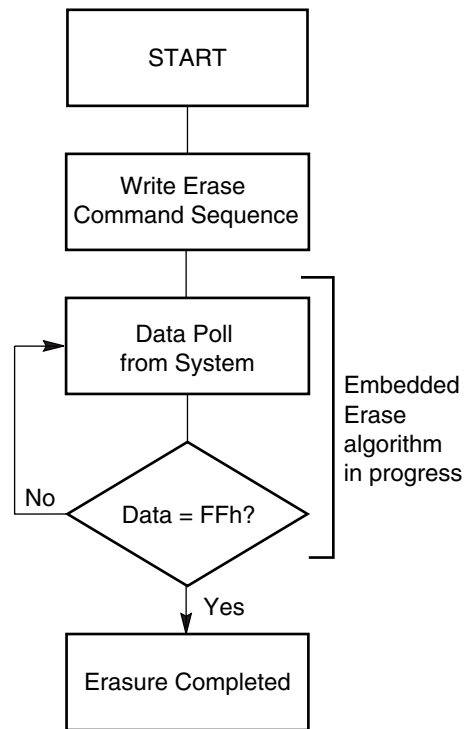 START
Write Erase
Command Sequence
Data Poll
from System
Embedded
Erase
algorithm
in progress
No
Data = FFh?
Yes
Erasure Completed